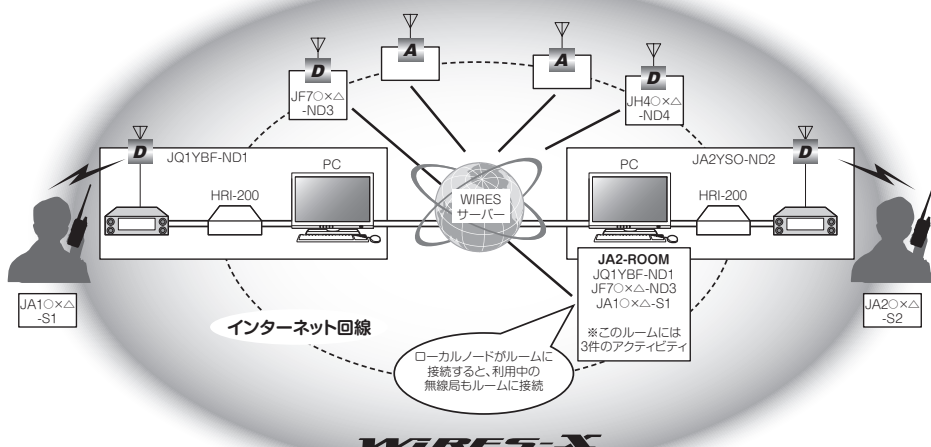 A
A
D
JF7○×△
-ND3
D
JH4○×△
-ND4
D
JQ1YBF-ND1
PC
HRI-200
WIRES
サーバー
PC
JA2YSO-ND2
D
HRI-200
JA1○×△
-S1
JA2○×△
-S2
JA2-ROOM
JQ1YBF-ND1
JF7○×△-ND3
JA1○×△-S1
※このルームには
3件のアクティビティ
インターネット回線
ローカルノードがルームに
接続すると、利用中の
無線局もルームに接続
WiRES-X